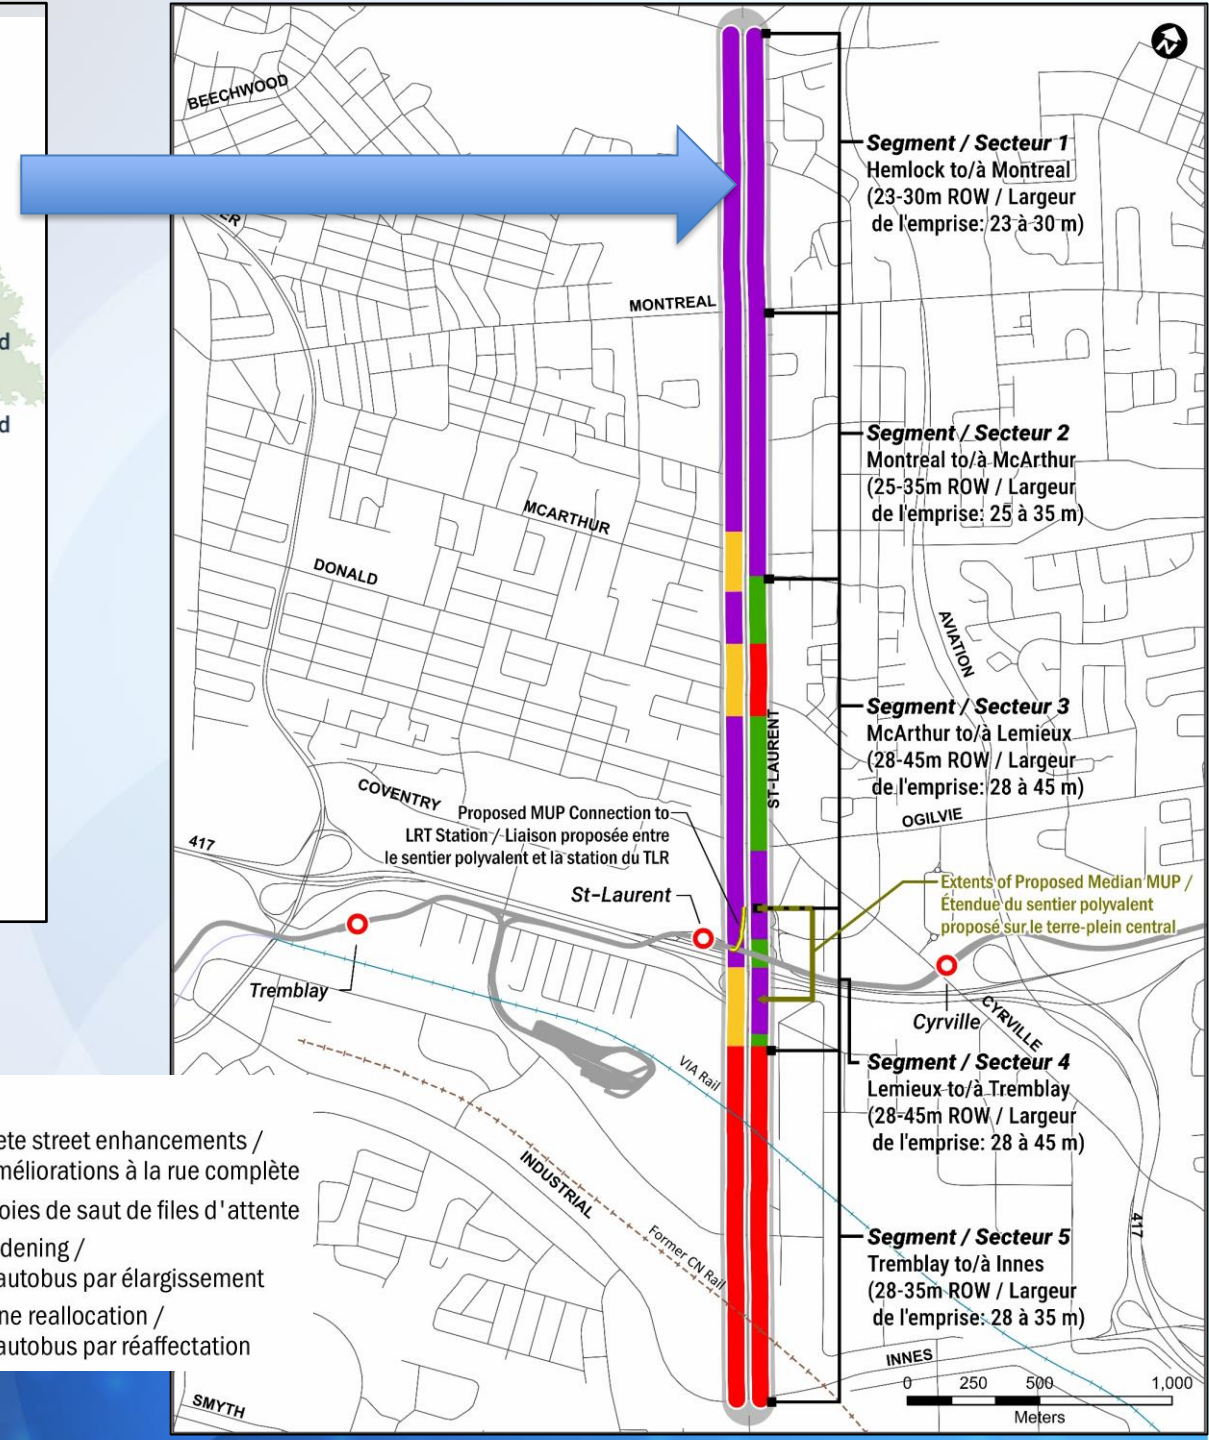 BEECHWOOD
Segment / Secteur 1
Hemlock to/à Montreal
(23-30m ROW / Largeur
de l'emprise: 23 à 30 m)
MONTREAL
Segment / Secteur 2
Montreal to/à McArthur
(25-35m ROW / Largeur
de l'emprise: 25 à 35 m)
MCARTHUR
DONALD
AVIATION
Segment / Secteur 3
McArthur to/à Lemieux
(28-45m ROW / Largeur
de l'emprise: 28 à 45 m)
ST-LAURENT
COVENTRY
OGILVIE
417
Proposed MUP Connection to
LRT Station / Liaison proposée entre
le sentier polyvalent et la station du TLR
St-Laurent
Extents of Proposed Median MUP /
Étendue du sentier polyvalent
proposé sur le terre-plein central
Tremblay
Cyrville
CYRVILLE
VIA Rail
Segment / Secteur 4
Lemieux to/à Tremblay
(28-45m ROW / Largeur
de l'emprise: 28 à 45 m)
INDUSTRIAL
Former CN Rail
417
Segment / Secteur 5
Tremblay to/à Innes
(28-35m ROW / Largeur
de l'emprise: 28 à 35 m)
INNES
SMYTH
0 250 500 1,000
Meters
ete street enhancements /
méliorations à la rue complète
oies de saut de files d'attente
dening /
autobus par élargissement
ne reallocation /
autobus par réaffectation